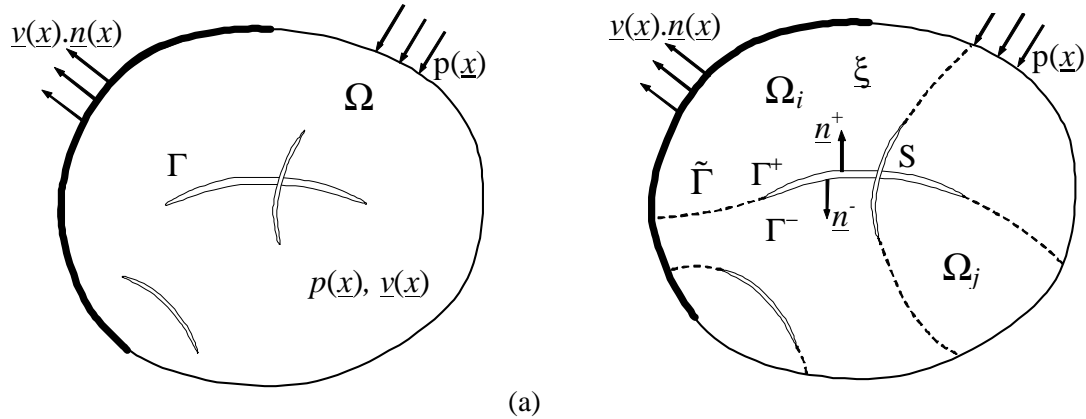 v(x).n(x)
p(x)
Ω
Γ
p(x), v(x)
v(x).n(x)
p(x)
Ωi
ξ
n+
S
Γ̃
Γ+
Γ−
n-
Ωj
(a)